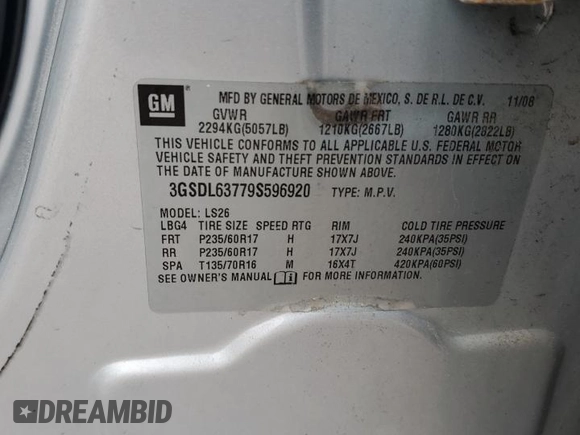 GM
MFD BY GENERAL MOTORS DE MEXICO, S. DE R.L. DE C.V. 11/08
GVWR GAWR FRT GAWR RR
2294KG(5057LB) 1210KG(2667LB) 1280KG(2822LB)
THIS VEHICLE CONFORMS TO ALL APPLICABLE U.S. FEDERAL MOTOR
VEHICLE SAFETY AND THEFT PREVENTION STANDARDS IN EFFECT ON
THE DATE OF MANUFACTURE SHOWN ABOVE.
3GSDL63779S596920 TYPE: M.P.V.
MODEL: LS26
LBG4 TIRE SIZE SPEED RTG RIM COLD TIRE PRESSURE
FRT P235/60R17 H 17X7J 240KPA(35PSI)
RR P235/60R17 H 17X7J 240KPA(35PSI)
SPA T135/70R16 M 16X4T 420KPA(60PSI)
SEE OWNER'S MANUAL FOR MORE INFORMATION.
DREAMBID